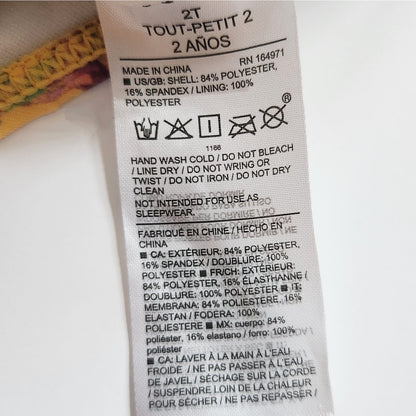 2T
TOUT-PETIT 2
2 AÑOS
RN 164971
MADE IN CHINA
■ US/GB: SHELL: 84% POLYESTER,
16% SPANDEX / LINING: 100%
POLYESTER
1166
HAND WASH COLD / DO NOT BLEACH
/ LINE DRY / DO NOT WRING OR
TWIST / DO NOT IRON / DO NOT DRY
CLEAN
NOT INTENDED FOR USE AS
SLEEPWEAR.
FABRIQUÉ EN CHINE / HECHO EN
CHINA
■ CA: EXTÉRIEUR: 84% POLYESTER,
16% SPANDEX / DOUBLURE: 100%
POLYESTER ■ FR/CH: EXTÉRIEUR:
84% POLYESTER, 16% ÉLASTHANNE /
DOUBLURE: 100% POLYESTER ■ IT:
MEMBRANA: 84% POLIESTERE, 16%
ELASTAN / FODERA: 100%
POLIESTERE ■ MX: cuerpo: 84%
poliéster, 16% elastano / forro: 100%
poliéster
■ CA: LAVER À LA MAIN À L'EAU
FROIDE / NE PAS PASSER À L'EAU
DE JAVEL / SÉCHAGE SUR LA CORDE
/ SUSPENDU LOIN DE LA CHALEUR
POUR SÉCHER / NE PAS REPASSER /